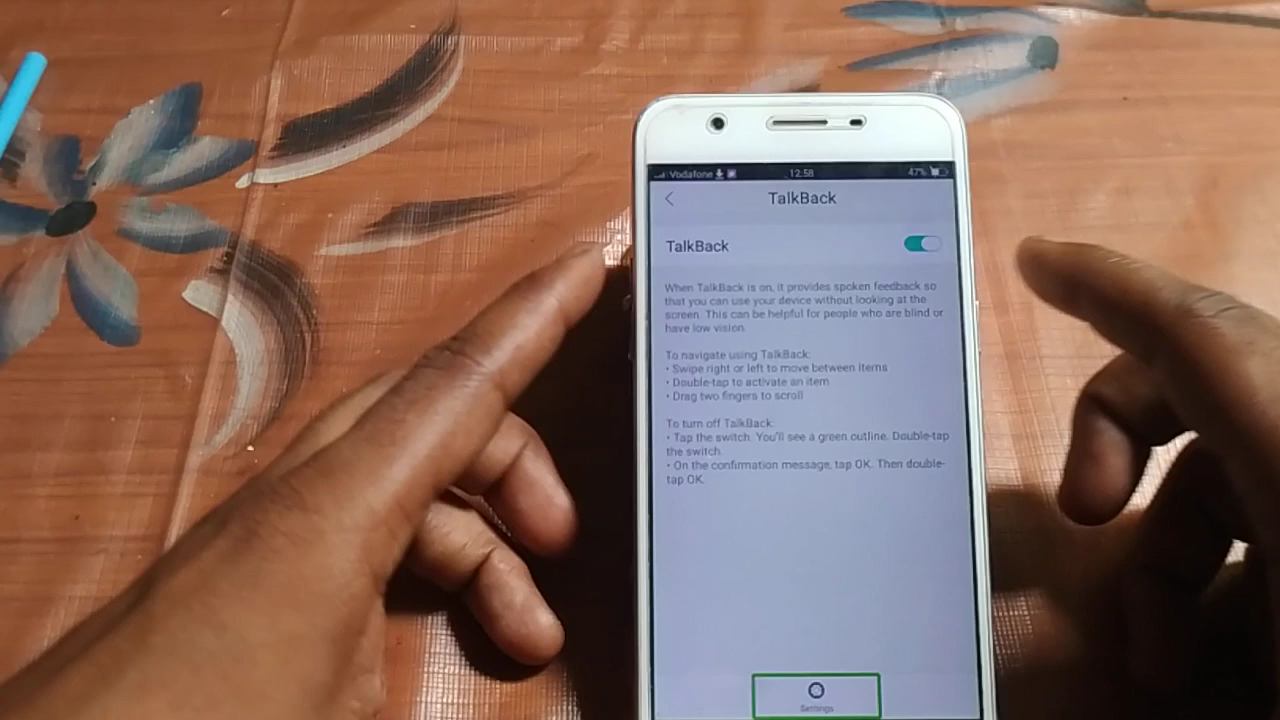 Vodafone 12:58 47%
TalkBack
TalkBack
When TalkBack is on, it provides spoken feedback so
that you can use your device without looking at the
screen. This can be helpful for people who are blind or
have low vision.
To navigate using TalkBack:
• Swipe right or left to move between items
• Double-tap to activate an item
• Drag two fingers to scroll
To turn off TalkBack:
• Tap the switch. You'll see a green outline. Double-tap
the switch.
• On the confirmation message, tap OK. Then double-
tap OK.
Settings